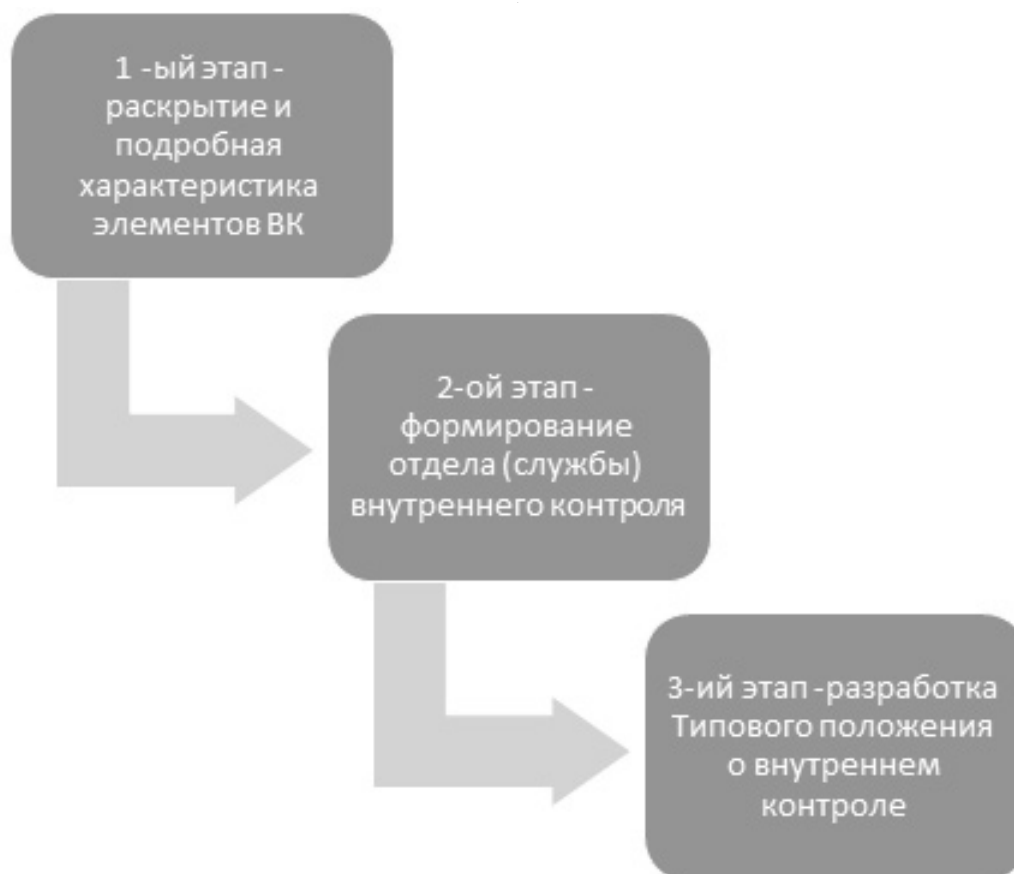 1 -ый этап -
раскрытие и
подробная
характеристика
элементов ВК
2-ой этап -
формирование
отдела (службы)
внутреннего контроля
3-ий этап -разработка
Типового положения
о внутреннем
контроле